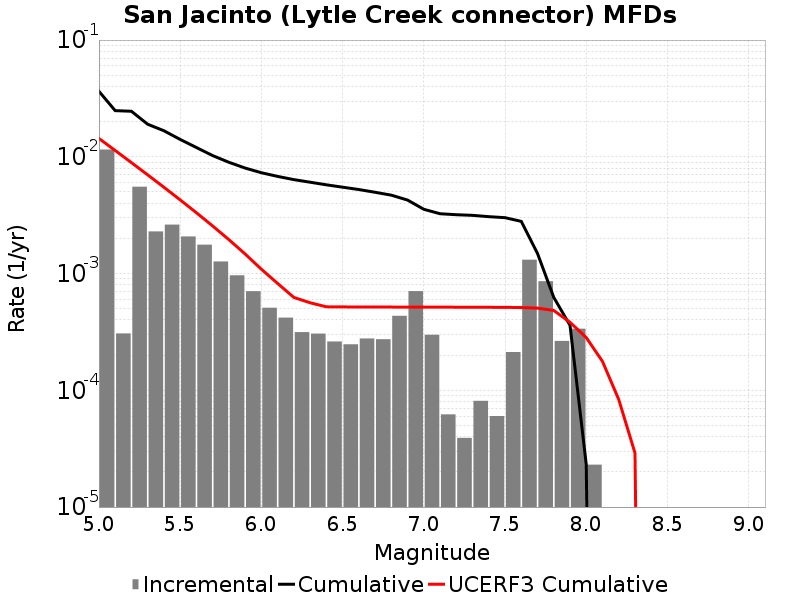 San Jacinto (Lytle Creek connector) MFDs
10-1
10-2
10-3
10-4
10-5
Rate (1/yr)
5.0 5.5 6.0 6.5 7.0 7.5 8.0 8.5 9.0
Magnitude
Incremental Cumulative UCERF3 Cumulative